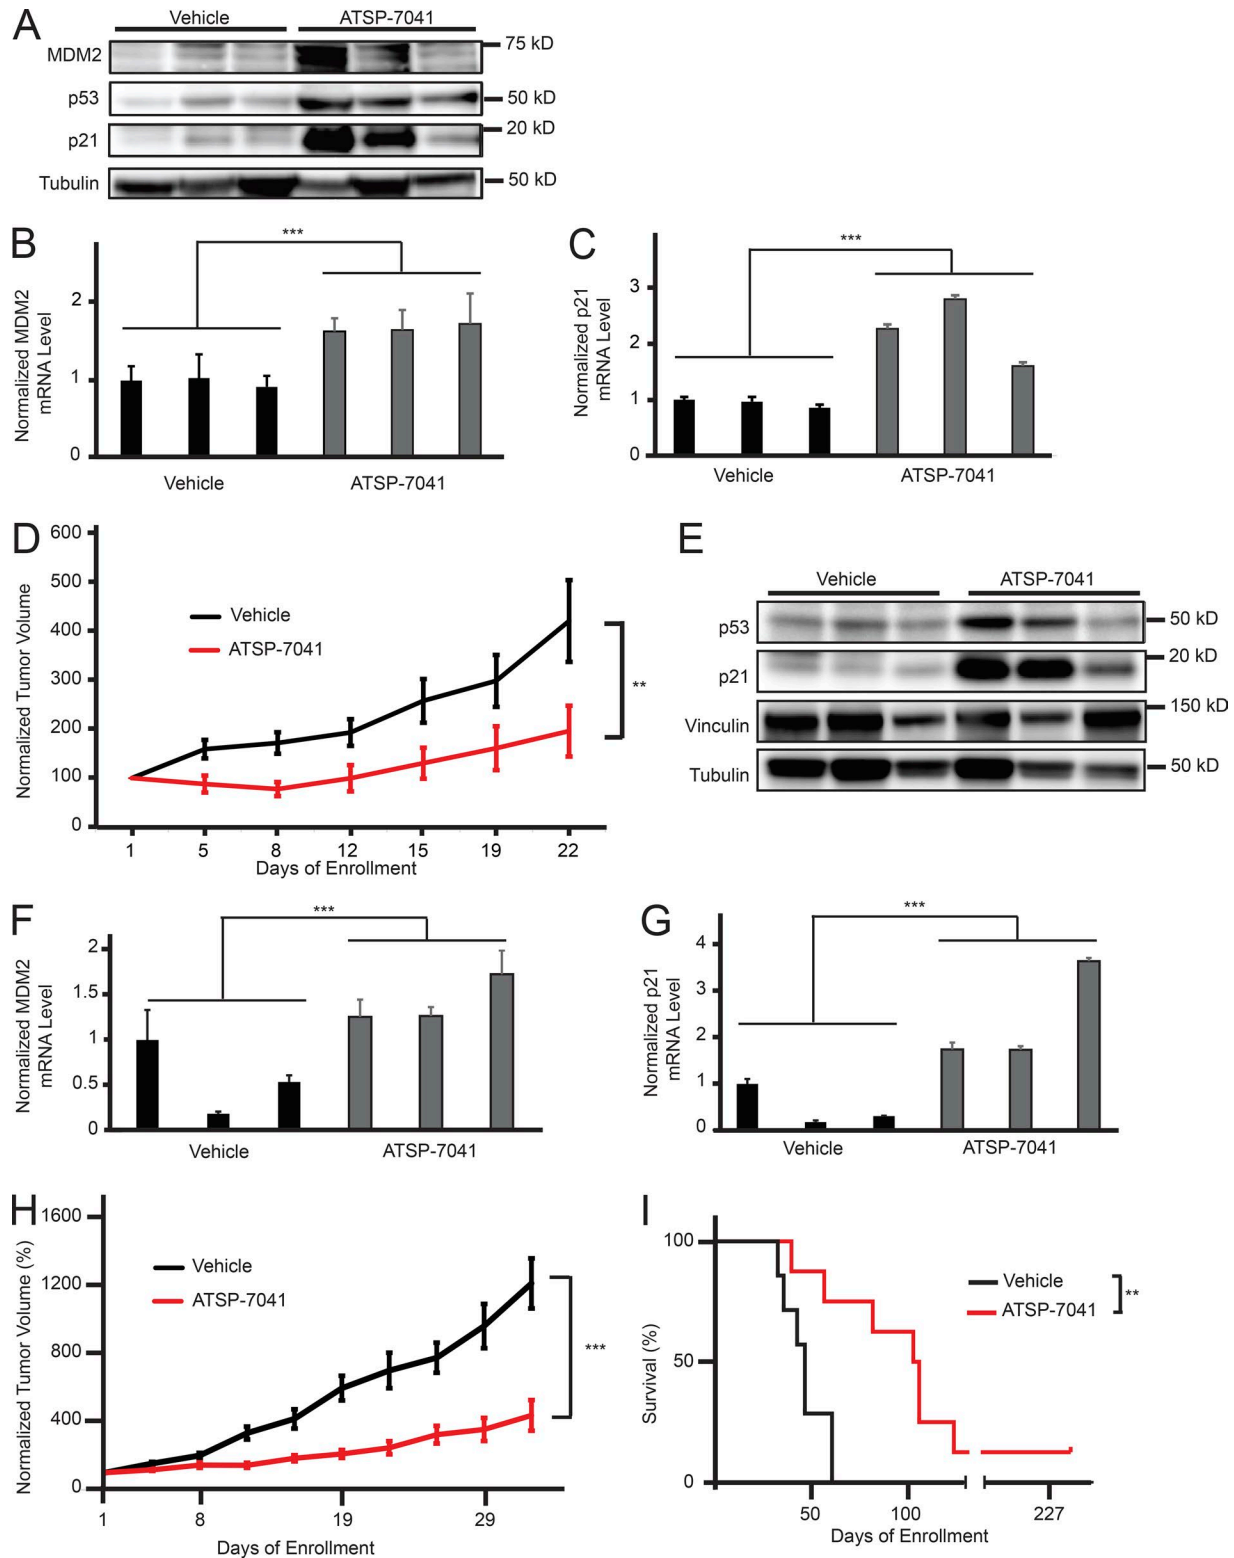 A
Vehicle
ATSP-7041
MDM2
75 kD
p53
50 kD
p21
20 kD
Tubulin
50 kD
B
***
Normalized MDM2
mRNA Level
2
1
0
Vehicle
ATSP-7041
C
***
Normalized p21
mRNA Level
3
2
1
0
Vehicle
ATSP-7041
D
Normalized Tumor Volume
600
500
400
300
200
100
0
Vehicle
ATSP-7041
**
1 5 8 12 15 19 22
Days of Enrollment
E
Vehicle
ATSP-7041
p53
50 kD
p21
20 kD
Vinculin
150 kD
Tubulin
50 kD
F
***
Normalized MDM2
mRNA Level
2
1.5
1
0.5
0
Vehicle
ATSP-7041
G
***
Normalized p21
mRNA Level
4
2
1
0
Vehicle
ATSP-7041
H
Normalized Tumor Volume (%)
1600
1200
800
400
0
Vehicle
ATSP-7041
***
1 8 19 29
Days of Enrollment
I
Survival (%)
100
50
0
Vehicle
ATSP-7041
**
50 100 227
Days of Enrollment